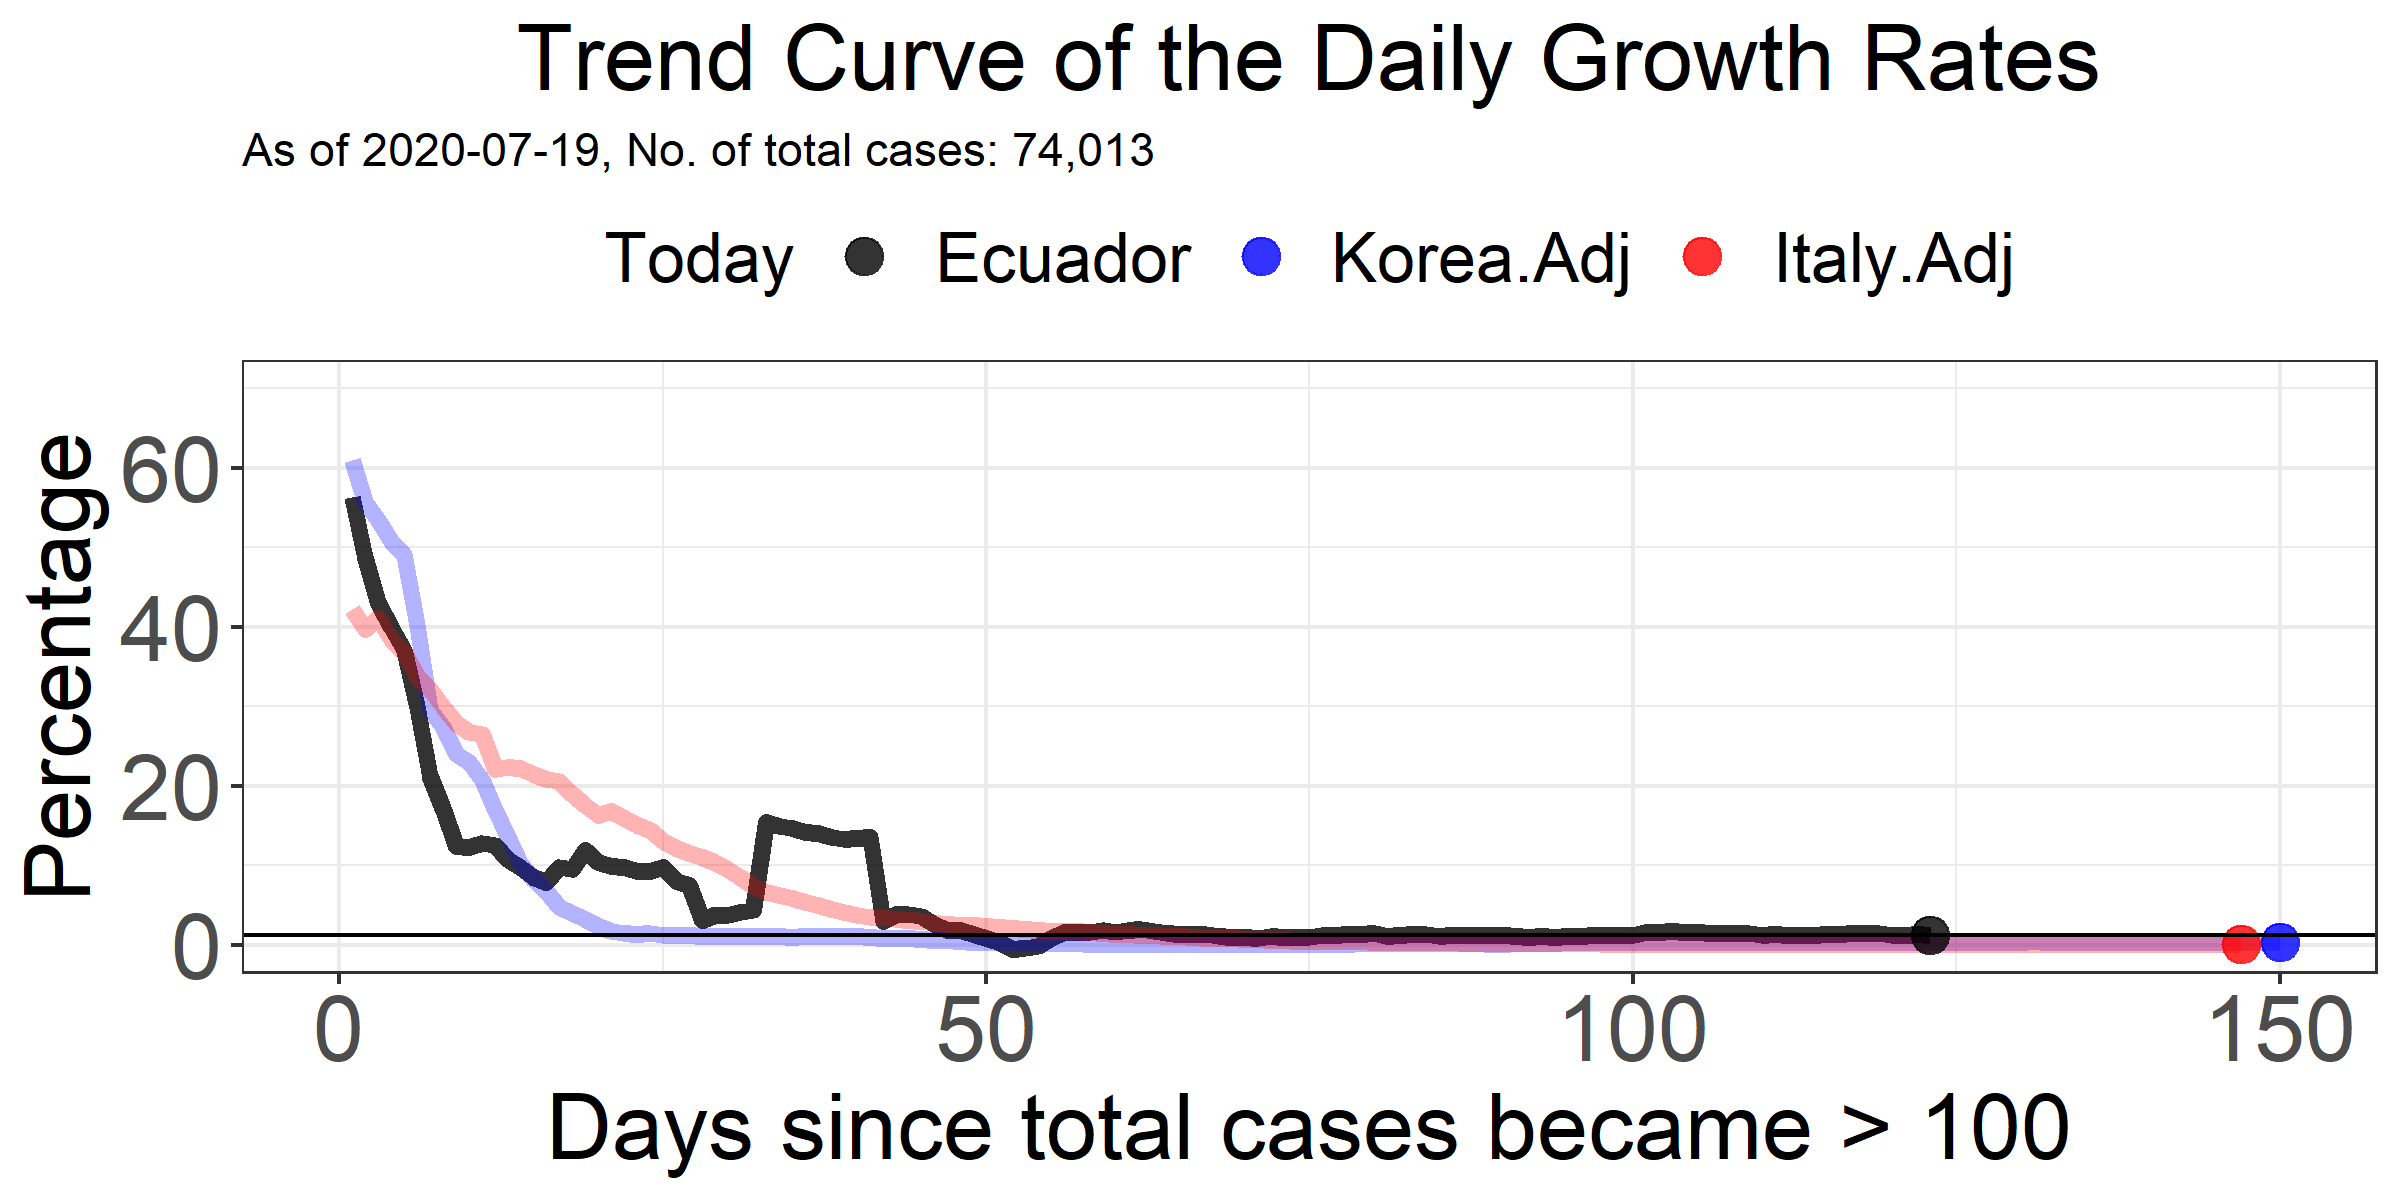 Trend Curve of the Daily Growth Rates
As of 2020-07-19, No. of total cases: 74,013
Today Ecuador Korea.Adj Italy.Adj
Percentage
60
40
20
0
0 50 100 150
Days since total cases became > 100